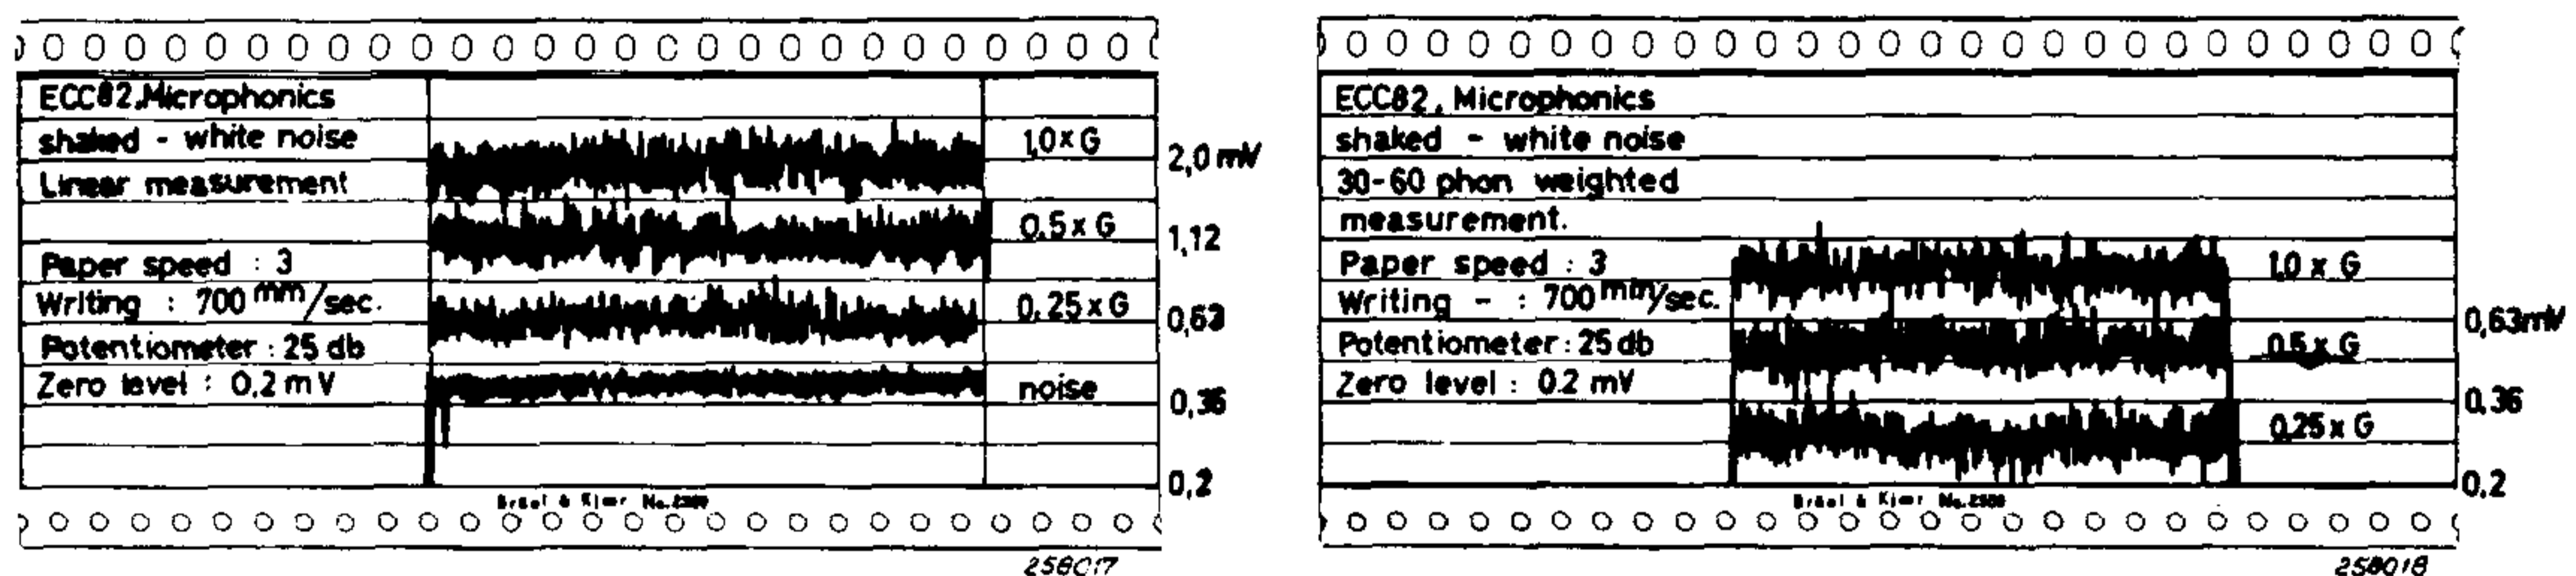 ECC82, Microphonics
shaked - white noise
Linear measurement
Paper speed : 3
Writing : 700 mm/sec.
Potentiometer : 25 db
Zero level : 0,2 mV
1,0 x G
0,5 x G
0,25 x G
noise
2,0 mV
1,12
0,63
0,36
0,2
Brüel & Kjær No. 2300
258017
ECC82, Microphonics
shaked - white noise
30-60 phon weighted
measurement.
Paper speed : 3
Writing - : 700 mm/sec.
Potentiometer : 25 db
Zero level : 0.2 mV
1,0 x G
0,5 x G
0,25 x G
0,63mV
0,36
0,2
Brüel & Kjær
258018